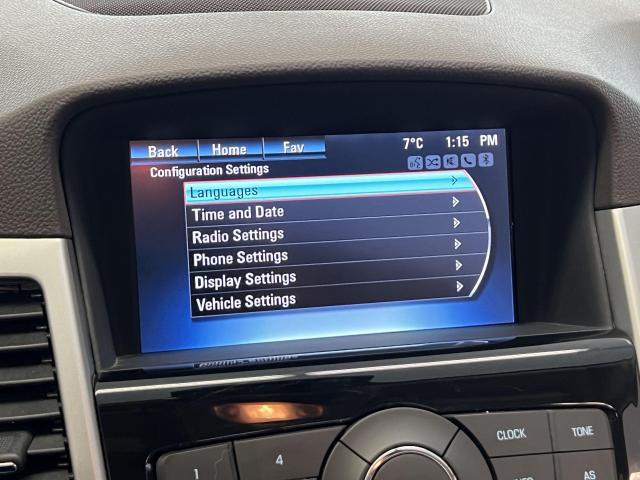 Back Home Fav 7°C 1:15 PM
Configuration Settings
Languages
Time and Date
Radio Settings
Phone Settings
Display Settings
Vehicle Settings
1 4 CLOCK TONE
AS